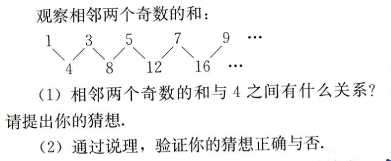 观察相邻两个奇数的和：
1 3 5 7 9 …
4 8 12 16 …
（1）相邻两个奇数的和与 4 之间有什么关系？
请提出你的猜想.
（2）通过说理，验证你的猜想正确与否.